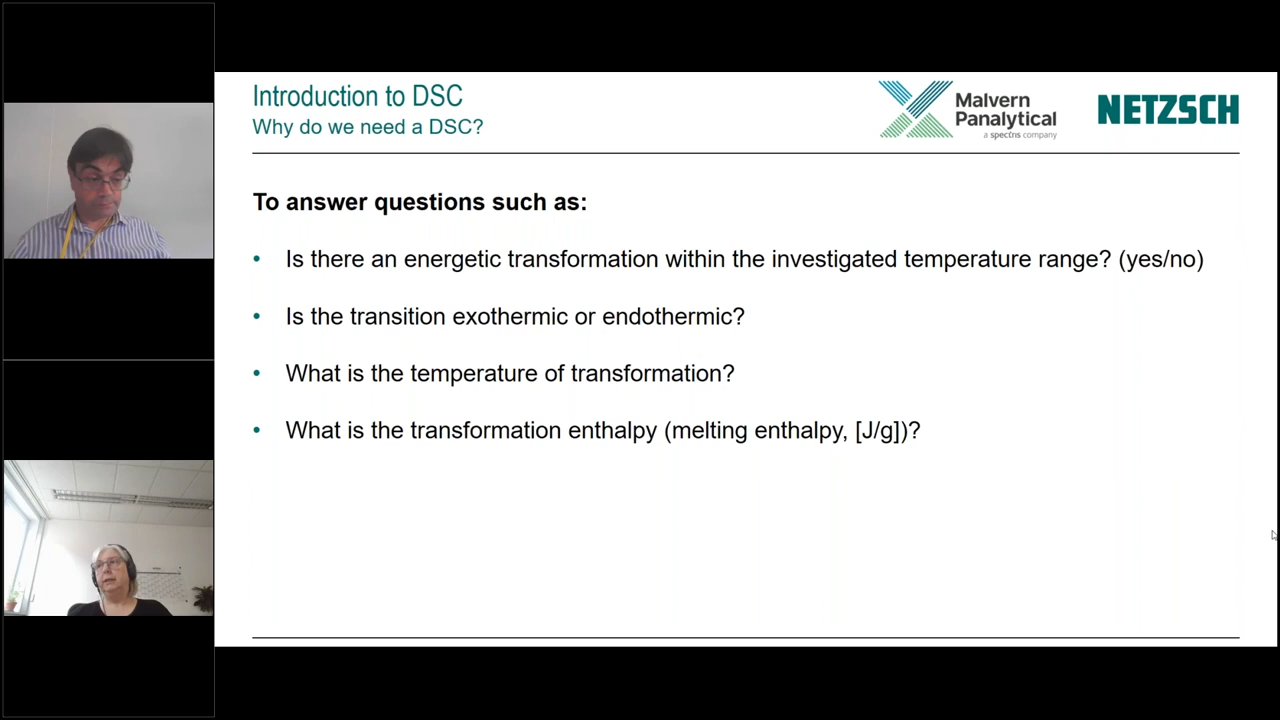 Introduction to DSC
Why do we need a DSC?
Malvern
Panalytical
a spectris company
NETZSCH
To answer questions such as:
• Is there an energetic transformation within the investigated temperature range? (yes/no)
• Is the transition exothermic or endothermic?
• What is the temperature of transformation?
• What is the transformation enthalpy (melting enthalpy, [J/g])?